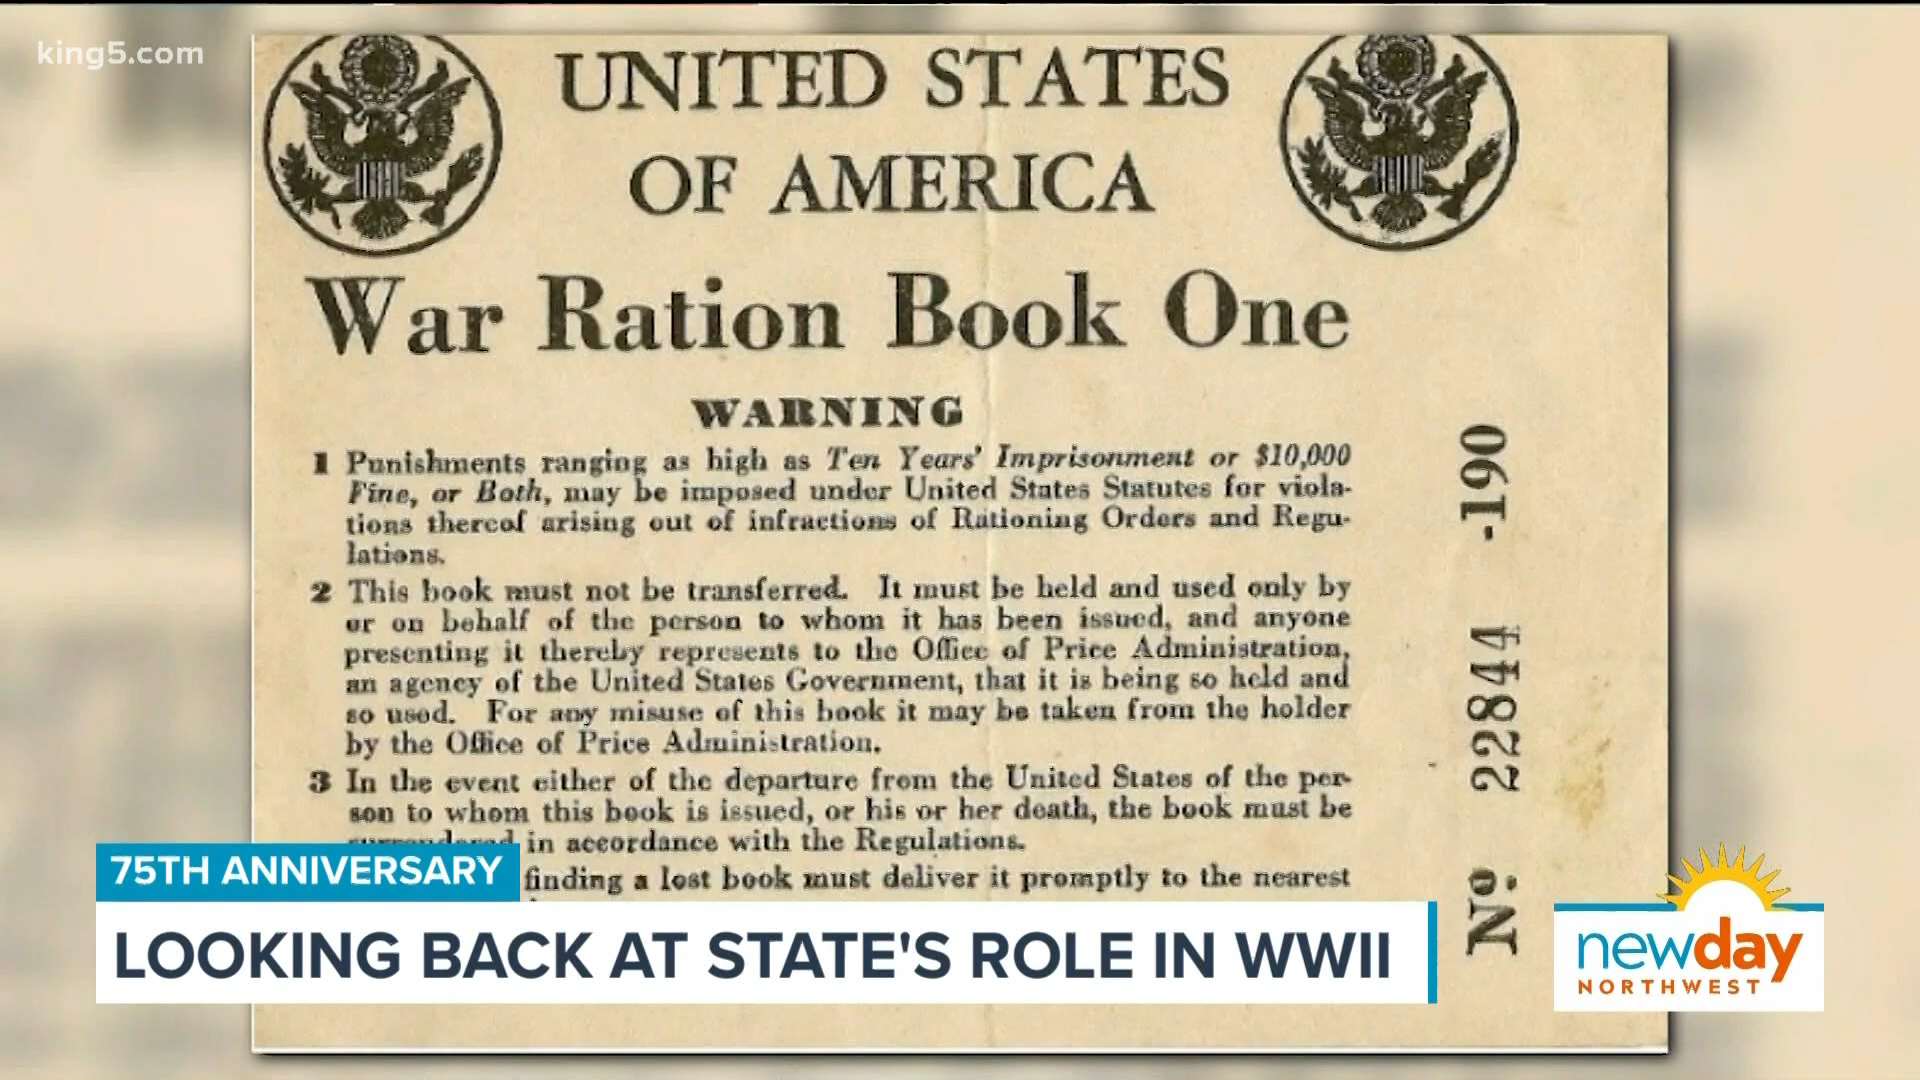 king5.com
UNITED STATES
OF AMERICA
War Ration Book One
WARNING
1 Punishments ranging as high as Ten Years' Imprisonment or $10,000
Fine, or Both, may be imposed under United States Statutes for viola-
tions thereof arising out of infractions of Rationing Orders and Regu-
lations.
2 This book must not be transferred. It must be held and used only by
or on behalf of the person to whom it has been issued, and anyone
presenting it thereby represents to the Office of Price Administration,
an agency of the United States Government, that it is being so held and
so used. For any misuse of this book it may be taken from the holder
by the Office of Price Administration.
3 In the event either of the departure from the United States of the per-
son to whom this book is issued, or his or her death, the book must be
surrendered in accordance with the Regulations.
finding a lost book must deliver it promptly to the nearest
No. 22844 -190
75TH ANNIVERSARY
LOOKING BACK AT STATE'S ROLE IN WWII
newday
NORTHWEST